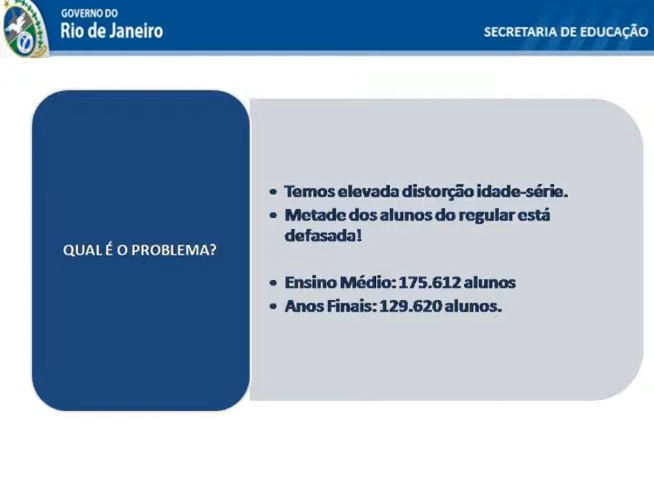 GOVERNO DO
Rio de Janeiro
SECRETARIA DE EDUCAÇÃO
QUAL É O PROBLEMA?
• Temos elevada distorção idade-série.
• Metade dos alunos do regular está
defasada!
• Ensino Médio: 175.612 alunos
• Anos Finais: 129.620 alunos.